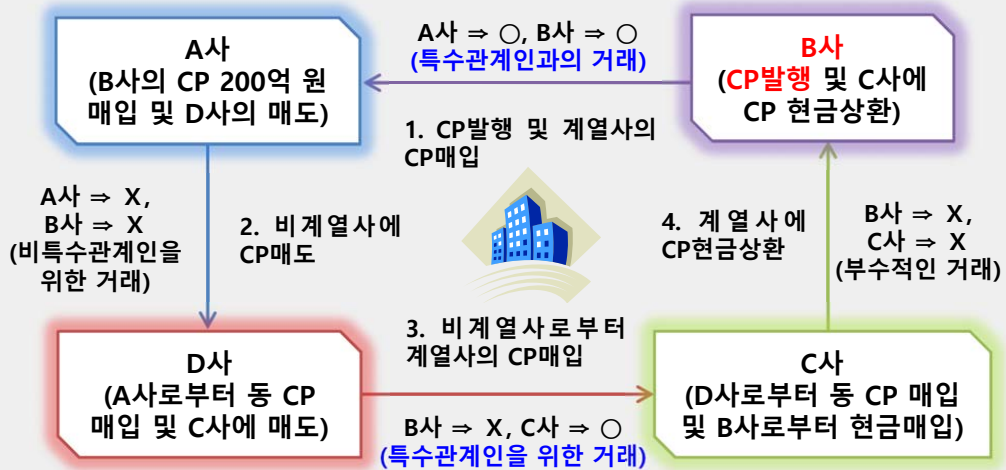 A사
(B사의 CP 200억 원
매입 및 D사의 매도)
A사 ⇒ ○, B사 ⇒ ○
(특수관계인과의 거래)
B사
(CP발행 및 C사에
CP 현금상환)
1. CP발행 및 계열사의
CP매입
A사 ⇒ X,
B사 ⇒ X
(비특수관계인을
위한 거래)
2. 비계열사에
CP매도
4. 계열사에
CP현금상환
B사 ⇒ X,
C사 ⇒ X
(부수적인 거래)
3. 비계열사로부터
계열사의 CP매입
D사
(A사로부터 동 CP
매입 및 C사에 매도)
B사 ⇒ X, C사 ⇒ ○
(특수관계인을 위한 거래)
C사
(D사로부터 동 CP 매입
및 B사로부터 현금매입)